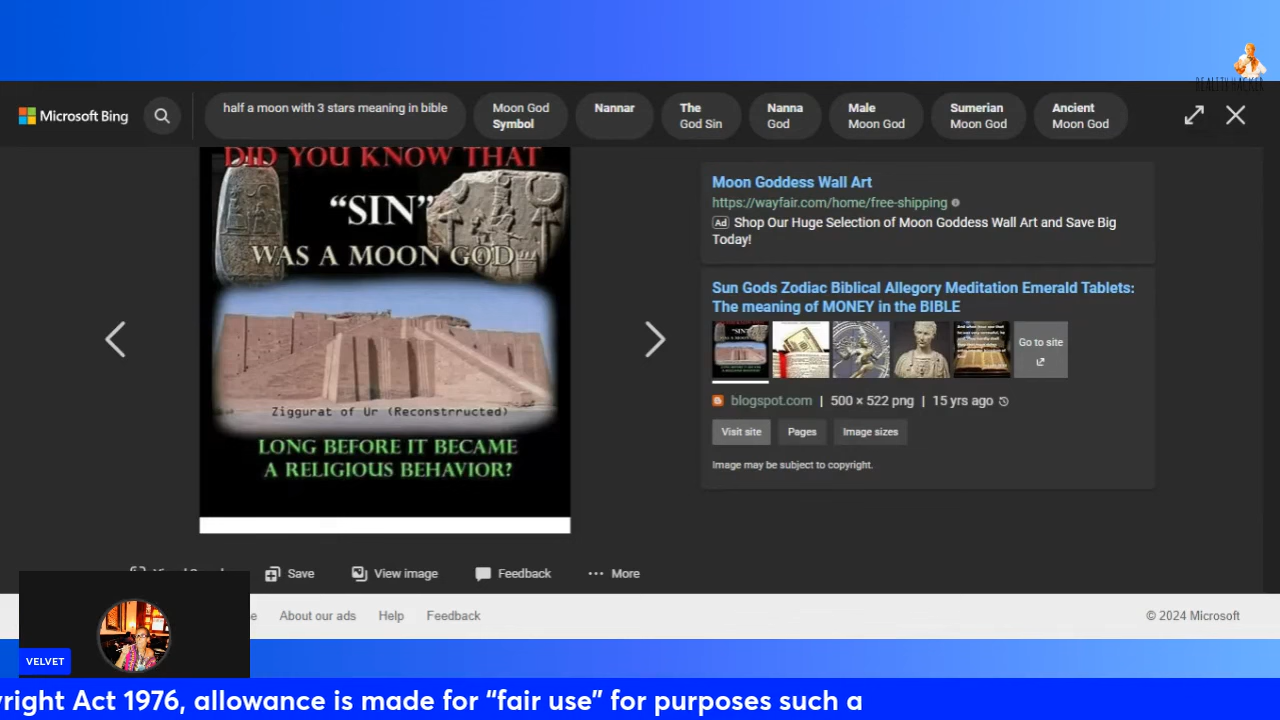 REALITY HACKER
Microsoft Bing
half a moon with 3 stars meaning in bible
Moon God
Symbol
Nannar
The
God Sin
Nanna
God
Male
Moon God
Sumerian
Moon God
Ancient
Moon God
DID YOU KNOW THAT
"SIN"
WAS A MOON GOD
Ziggurat of Ur (Reconstrructed)
LONG BEFORE IT BECAME
A RELIGIOUS BEHAVIOR?
Moon Goddess Wall Art
https://wayfair.com/home/free-shipping
Ad Shop Our Huge Selection of Moon Goddess Wall Art and Save Big
Today!
Sun Gods Zodiac Biblical Allegory Meditation Emerald Tablets:
The meaning of MONEY in the BIBLE
Go to site
blogspot.com | 500 × 522 png | 15 yrs ago
Visit site
Pages
Image sizes
Image may be subject to copyright.
Save
View image
Feedback
More
About our ads
Help
Feedback
© 2024 Microsoft
VELVET
yright Act 1976, allowance is made for “fair use” for purposes such a